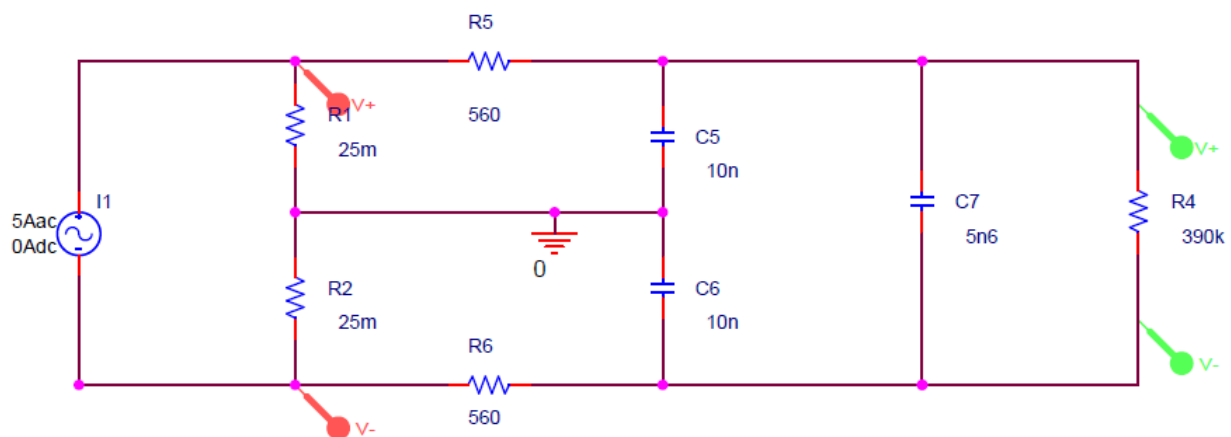 R5
V+
R1
560
25m
C5
10n
V+
I1
5Aac
0Adc
C7
5n6
R4
390k
0
R2
25m
C6
10n
R6
560
V-
V-